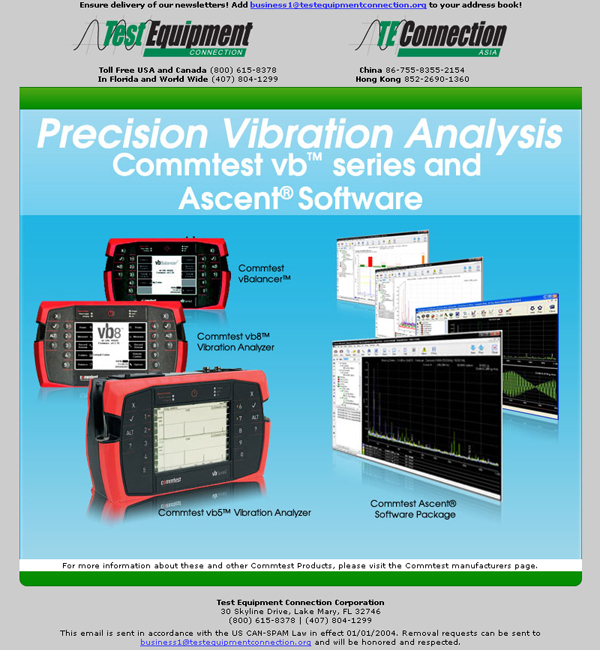 Ensure delivery of our newsletters! Add business1@testequipmentconnection.org to your address book!
Test Equipment
CONNECTION
TE Connection
ASIA
Toll Free USA and Canada (800) 615-8378
In Florida and World Wide (407) 804-1299
China 86-755-8355-2154
Hong Kong 852-2690-1360
Precision Vibration Analysis
Commtest vb™ series and
Ascent® Software
vBalancer
Commtest
vBalancer™
vb8
Commtest vb8™
Vibration Analyzer
X
ALT
ALT
commtest
vb
Commtest vb5™ Vibration Analyzer
Commtest Ascent®
Software Package
For more information about these and other Commtest Products, please visit the Commtest manufacturers page.
Test Equipment Connection Corporation
30 Skyline Drive, Lake Mary, FL 32746
(800) 615-8378 | (407) 804-1299
This email is sent in accordance with the US CAN-SPAM Law in effect 01/01/2004. Removal requests can be sent to
business1@testequipmentconnection.org and will be honored and respected.